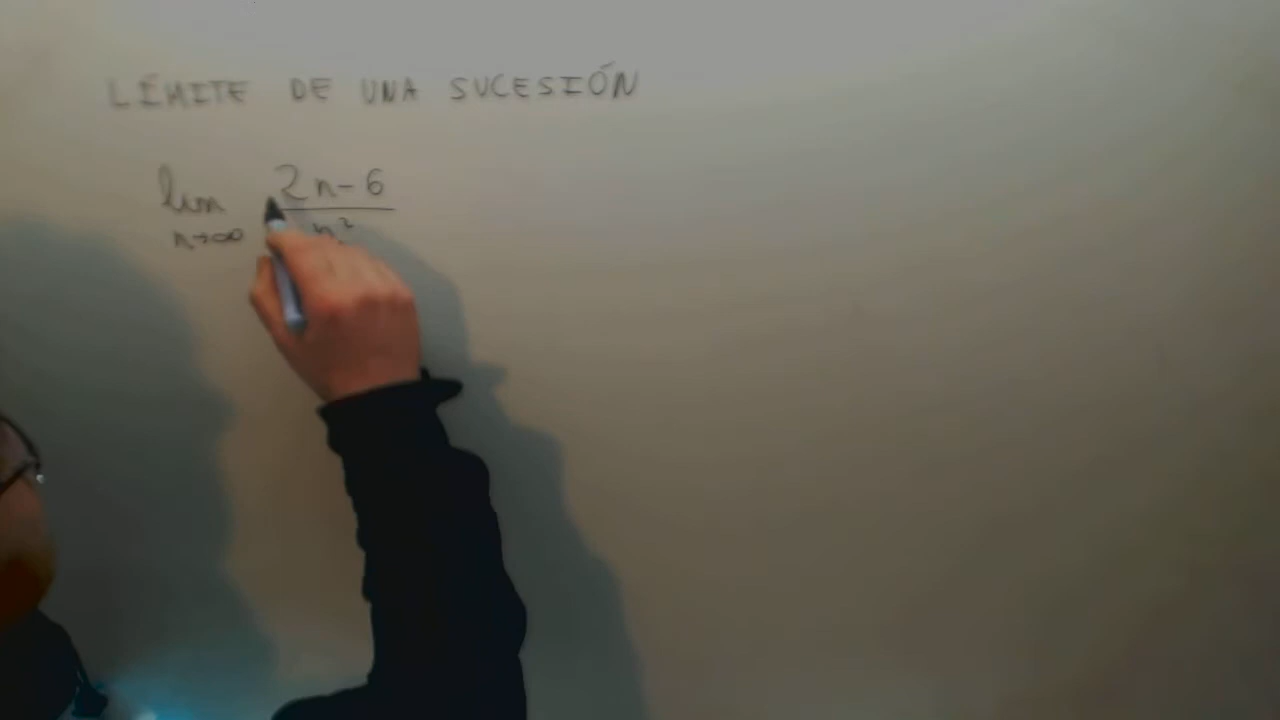 LÍMITE DE UNA SUCESIÓN
lim 2n-6
n→∞ n²